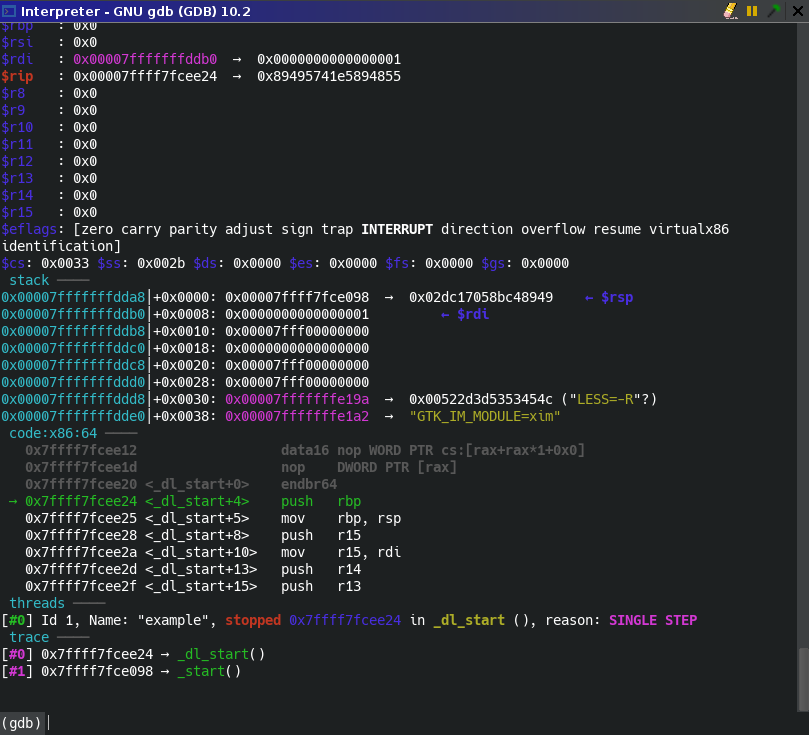 Interpreter - GNU gdb (GDB) 10.2
$rbp   : 0x0
$rsi   : 0x0
$rdi   : 0x00007fffffffddb0  →  0x0000000000000001
$rip   : 0x00007ffff7fcee24  →  0x89495741e5894855
$r8    : 0x0
$r9    : 0x0
$r10   : 0x0
$r11   : 0x0
$r12   : 0x0
$r13   : 0x0
$r14   : 0x0
$r15   : 0x0
$eflags: [zero carry parity adjust sign trap INTERRUPT direction overflow resume virtualx86
identification]
$cs: 0x0033 $ss: 0x002b $ds: 0x0000 $es: 0x0000 $fs: 0x0000 $gs: 0x0000
stack ────
0x00007fffffffdda8│+0x0000: 0x00007ffff7fce098  →  0x02dc17058bc48949    ← $rsp
0x00007fffffffddb0│+0x0008: 0x0000000000000001         ← $rdi
0x00007fffffffddb8│+0x0010: 0x00007fff00000000
0x00007fffffffddc0│+0x0018: 0x0000000000000000
0x00007fffffffddc8│+0x0020: 0x00007fff00000000
0x00007fffffffddd0│+0x0028: 0x00007fff00000000
0x00007fffffffddd8│+0x0030: 0x00007fffffffe19a  →  0x00522d3d5353454c ("LESS=-R"?)
0x00007fffffffdde0│+0x0038: 0x00007fffffffe1a2  →  "GTK_IM_MODULE=xim"
code:x86:64 ────
0x7ffff7fcee12                  data16 nop WORD PTR cs:[rax+rax*1+0x0]
0x7ffff7fcee1d                  nop    DWORD PTR [rax]
0x7ffff7fcee20 <_dl_start+0>    endbr64
→ 0x7ffff7fcee24 <_dl_start+4>    push   rbp
0x7ffff7fcee25 <_dl_start+5>    mov    rbp, rsp
0x7ffff7fcee28 <_dl_start+8>    push   r15
0x7ffff7fcee2a <_dl_start+10>   mov    r15, rdi
0x7ffff7fcee2d <_dl_start+13>   push   r14
0x7ffff7fcee2f <_dl_start+15>   push   r13
threads ────
[#0] Id 1, Name: "example", stopped 0x7ffff7fcee24 in _dl_start (), reason: SINGLE STEP
trace ────
[#0] 0x7ffff7fcee24 → _dl_start()
[#1] 0x7ffff7fce098 → _start()
(gdb)